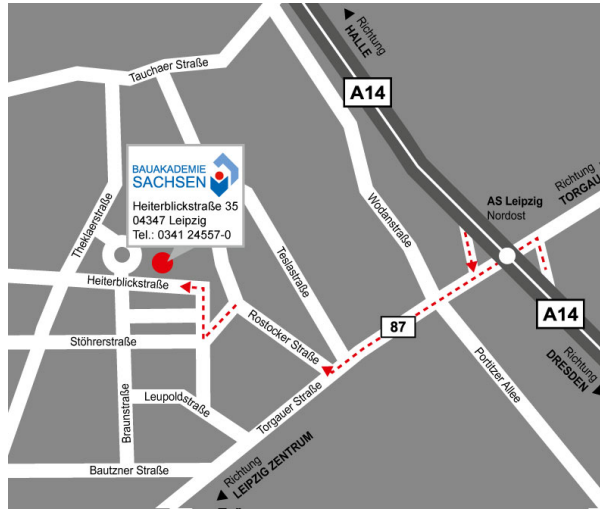 Richtung
HALLE
Tauchaer Straße
A14
BAUAKADEMIE
SACHSEN
Heiterblickstraße 35
04347 Leipzig
Tel.: 0341 24557-0
Richtung
TORGAU
AS Leipzig
Nordost
Theklaerstraße
Wodanstraße
Teslastraße
Heiterblickstraße
A14
87
Rostocker Straße
Stöhrerstraße
Richtung
DRESDEN
Portitzer Allee
Leupoldstraße
Braunstraße
Torgauer Straße
Bautzner Straße
Richtung
LEIPZIG ZENTRUM